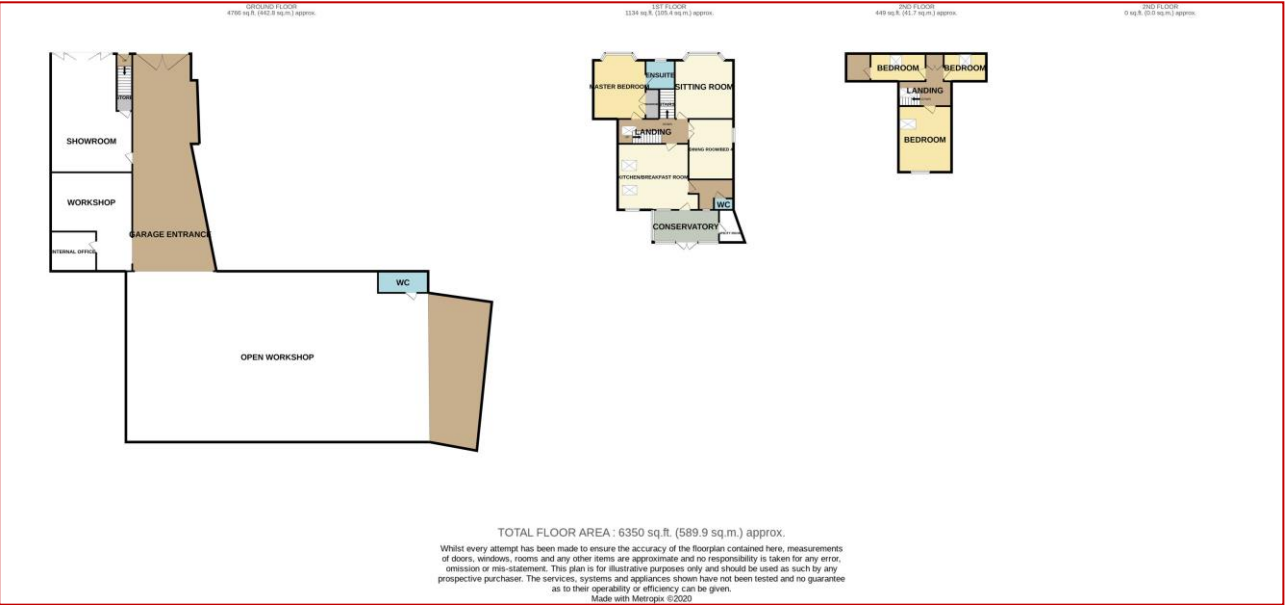 GROUND FLOOR
4766 sq.ft. (442.8 sq.m.) approx.
1ST FLOOR
1134 sq.ft. (105.4 sq.m.) approx.
2ND FLOOR
449 sq.ft. (41.7 sq.m.) approx.
2ND FLOOR
0 sq.ft. (0.0 sq.m.) approx.
STORE
SHOWROOM
WORKSHOP
INTERNAL OFFICE
GARAGE ENTRANCE
WC
OPEN WORKSHOP
MASTER BEDROOM
ENSUITE
SITTING ROOM
LANDING
KITCHEN/BREAKFAST ROOM
WC
CONSERVATORY
BEDROOM
BEDROOM
LANDING
BEDROOM
TOTAL FLOOR AREA : 6350 sq.ft. (589.9 sq.m.) approx.
Whilst every attempt has been made to ensure the accuracy of the floorplan contained here, measurements
of doors, windows, rooms and any other items are approximate and no responsibility is taken for any error,
omission or mis-statement. This plan is for illustrative purposes only and should be used as such by any
prospective purchaser. The services, systems and appliances shown have not been tested and no guarantee
as to their operability or efficiency can be given.
Made with Metropix ©2020